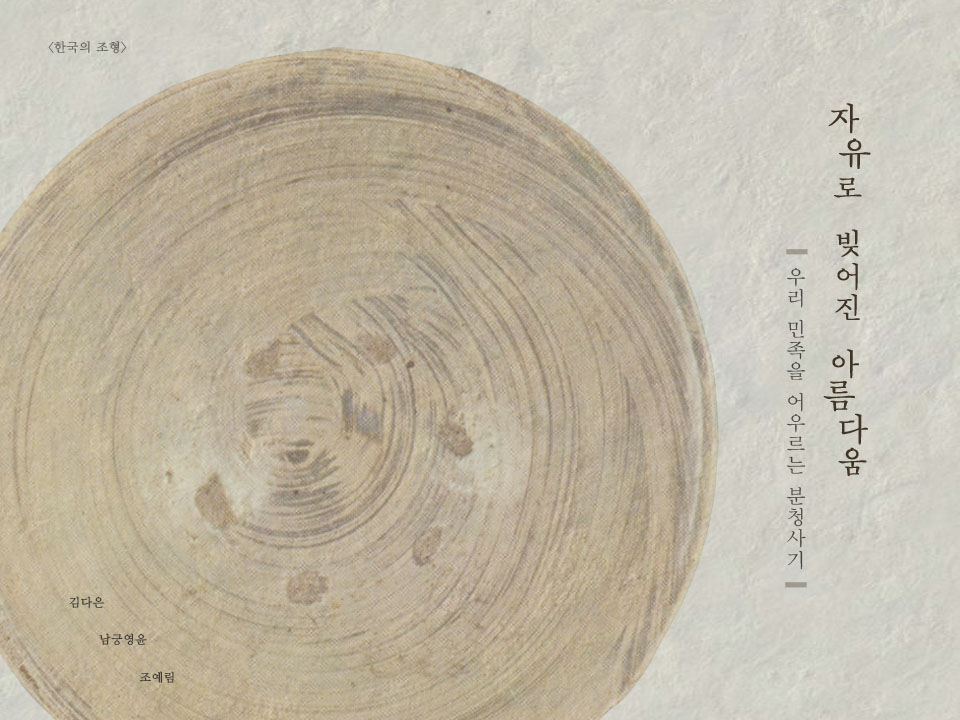 〈한국의 조형〉
자유로 빚어진 아름다움
우리 민족을 어우르는 분청사기
김다은
남궁영윤
조예림